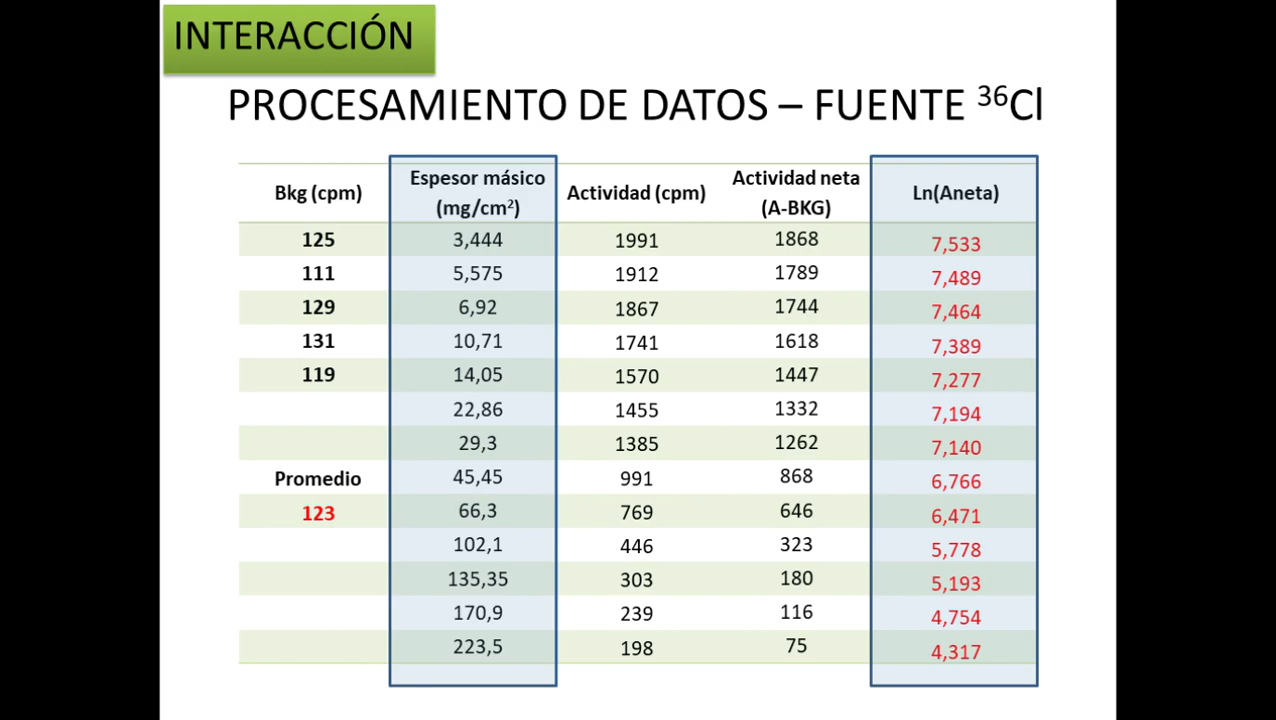 INTERACCIÓN
PROCESAMIENTO DE DATOS – FUENTE ³⁶Cl
Bkg (cpm) Espesor másico (mg/cm²) Actividad (cpm) Actividad neta (A-BKG) Ln(Aneta)
125 3,444 1991 1868 7,533
111 5,575 1912 1789 7,489
129 6,92 1867 1744 7,464
131 10,71 1741 1618 7,389
119 14,05 1570 1447 7,277
22,86 1455 1332 7,194
29,3 1385 1262 7,140
Promedio 45,45 991 868 6,766
123 66,3 769 646 6,471
102,1 446 323 5,778
135,35 303 180 5,193
170,9 239 116 4,754
223,5 198 75 4,317